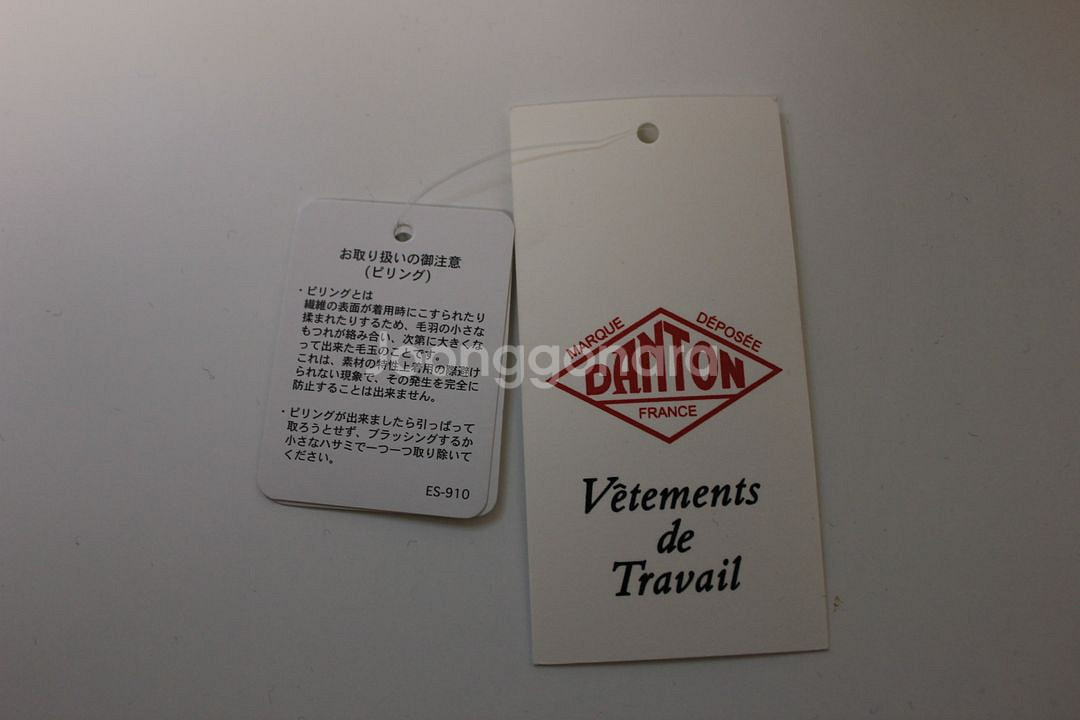 お取り扱いの御注意
(ピリング)
・ピリングとは
繊維の表面が着用時にこすられたり
揉まれたりするため、毛羽の小さな
もつれが絡み合い、次第に大きくな
って出来た毛玉のことです。
これは、素材の特性上着用の際避け
られない現象で、その発生を完全に
防止することは出来ません。
・ピリングが出来ましたら引っぱって
取ろうとせず、ブラッシングするか
小さなハサミで一つ一つ取り除いて
ください。
ES-910
MARQUE DÉPOSÉE
DANTON
FRANCE
Vêtements
de
Travail
Joonggonara